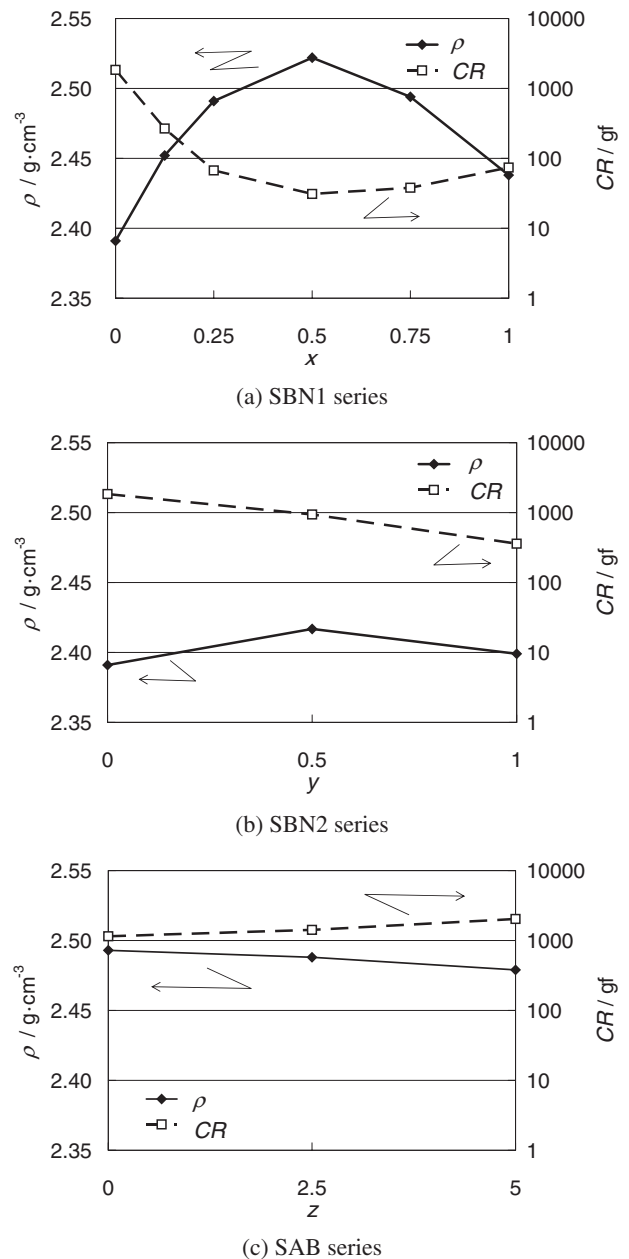 2.55
2.50
2.45
2.40
2.35
ρ / g·cm⁻³
ρ
CR
10000
1000
100
10
1
CR / gf
0 0.25 0.5 0.75 1
x
(a) SBN1 series
2.55
2.50
2.45
2.40
2.35
ρ / g·cm⁻³
ρ
CR
10000
1000
100
10
1
CR / gf
0 0.5 1
y
(b) SBN2 series
2.55
2.50
2.45
2.40
2.35
ρ / g·cm⁻³
ρ
CR
10000
1000
100
10
1
CR / gf
0 2.5 5
z
(c) SAB series